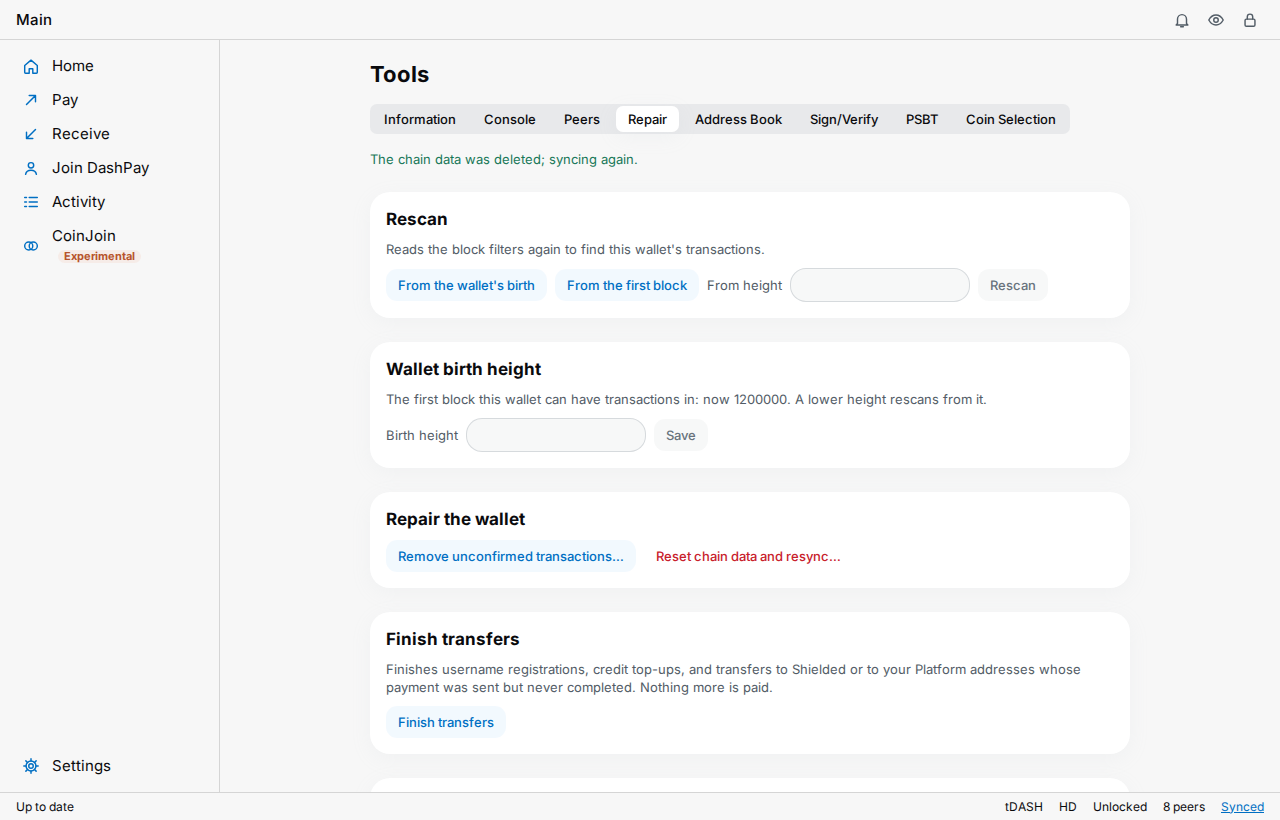 Main
Home
Pay
Receive
Join DashPay
Activity
CoinJoin
Experimental
Settings
Tools
Information Console Peers Repair Address Book Sign/Verify PSBT Coin Selection
The chain data was deleted; syncing again.
Rescan
Reads the block filters again to find this wallet's transactions.
From the wallet's birth From the first block From height Rescan
Wallet birth height
The first block this wallet can have transactions in: now 1200000. A lower height rescans from it.
Birth height Save
Repair the wallet
Remove unconfirmed transactions... Reset chain data and resync...
Finish transfers
Finishes username registrations, credit top-ups, and transfers to Shielded or to your Platform addresses whose
payment was sent but never completed. Nothing more is paid.
Finish transfers
Up to date tDASH HD Unlocked 8 peers Synced